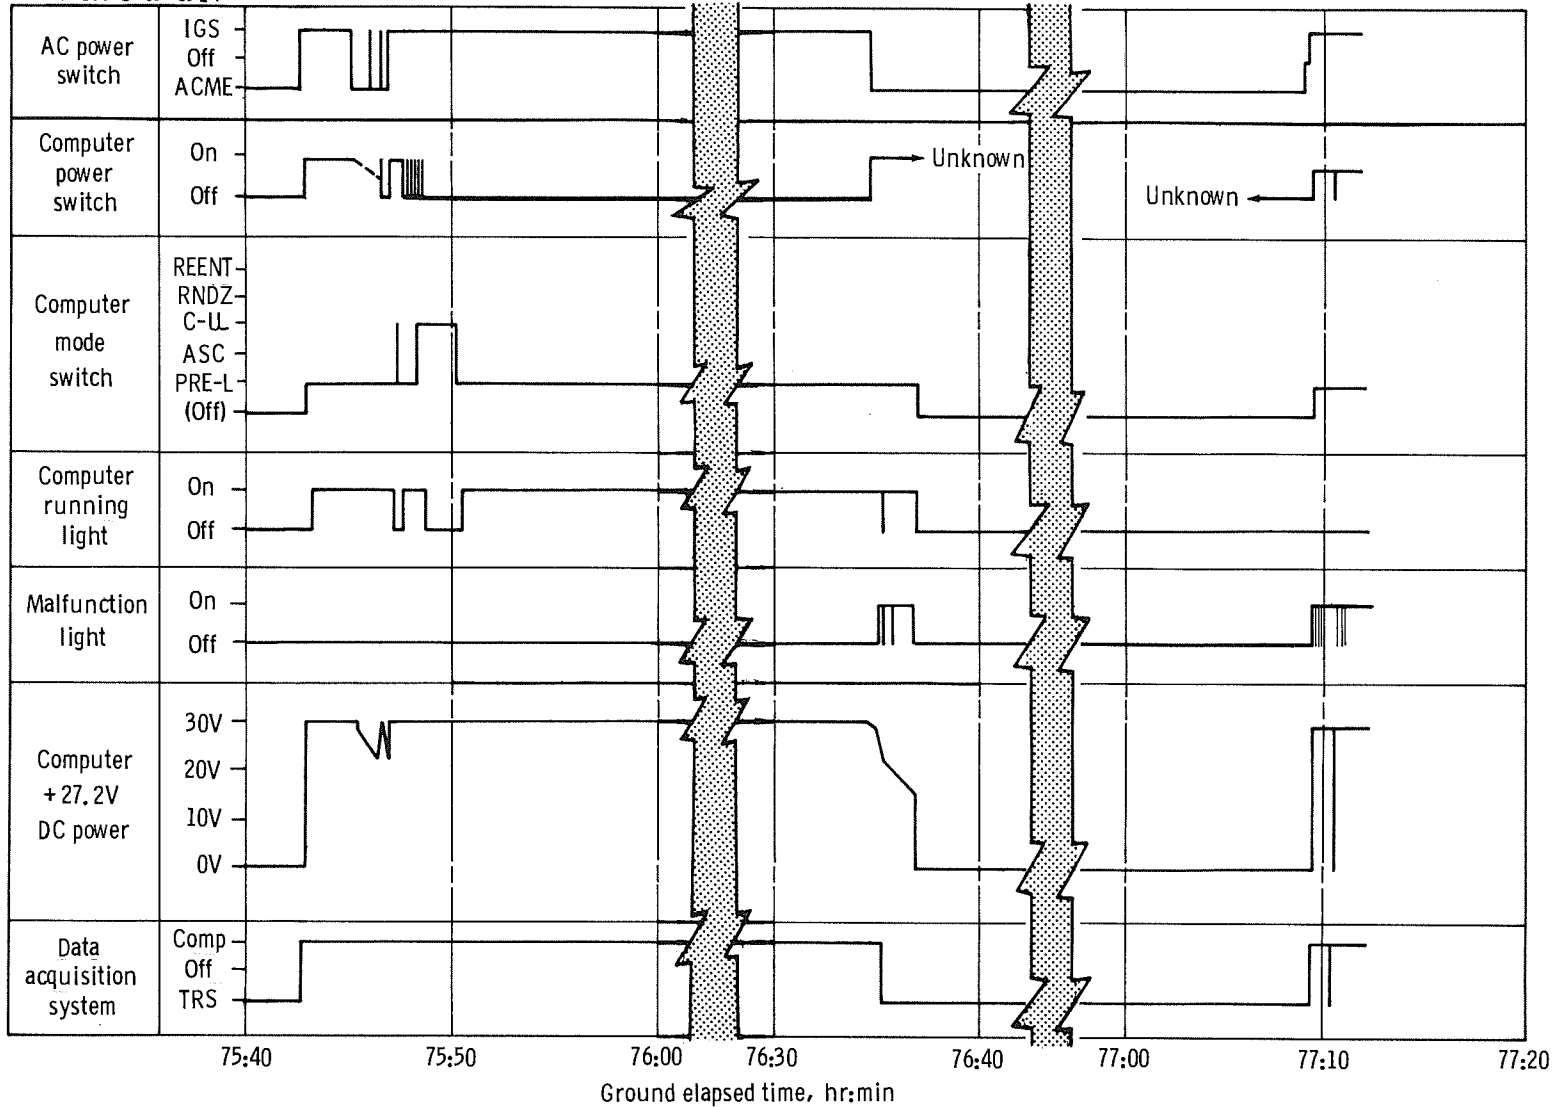 AC power
switch
IGS
Off
ACME
Computer
power
switch
On
Off
Unknown
Unknown
Computer
mode
switch
REENT
RNDZ
C-UL
ASC
PRE-L
(Off)
Computer
running
light
On
Off
Malfunction
light
On
Off
Computer
+27.2V
DC power
30V
20V
10V
0V
Data
acquisition
system
Comp
Off
TRS
75:40 75:50 76:00 76:30 76:40 77:00 77:10 77:20
Ground elapsed time, hr:min